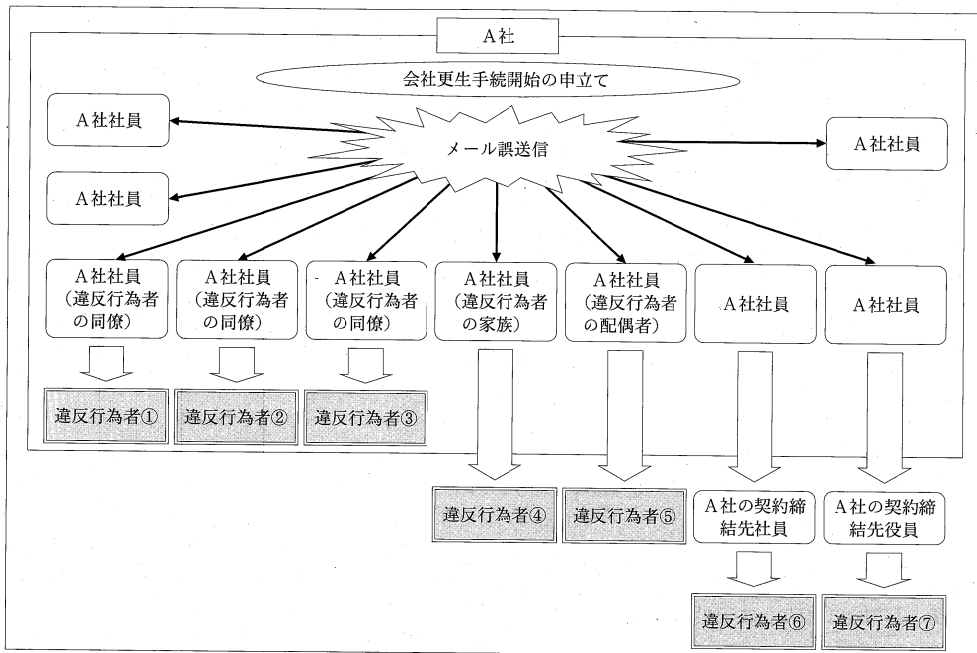 A社
会社更生手続開始の申立て
メール誤送信
A社社員
A社社員
A社社員
A社社員
（違反行為者
の同僚）
A社社員
（違反行為者
の同僚）
A社社員
（違反行為者
の同僚）
A社社員
（違反行為者
の家族）
A社社員
（違反行為者
の配偶者）
A社社員
A社社員
違反行為者①
違反行為者②
違反行為者③
違反行為者④
違反行為者⑤
A社の契約締
結先社員
A社の契約締
結先役員
違反行為者⑥
違反行為者⑦